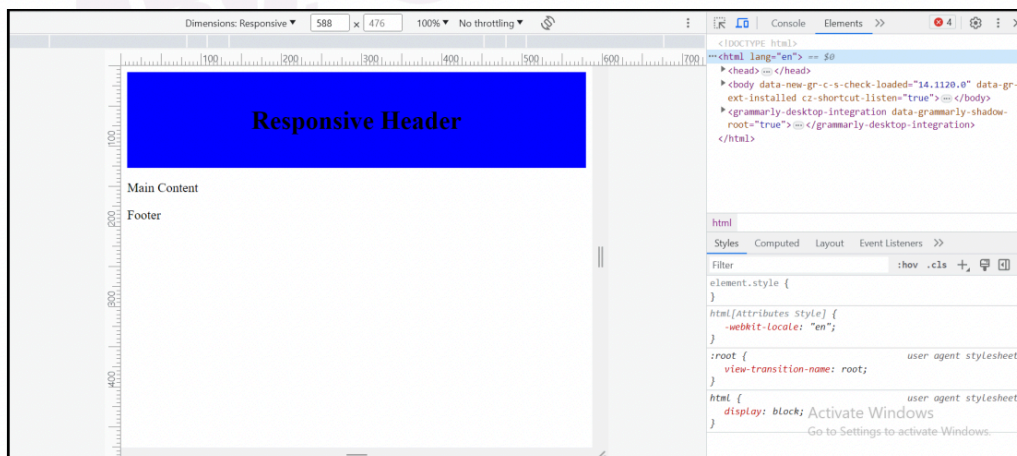 Dimensions: Responsive ▼ 588 x 476 100% ▼ No throttling ▼
Console Elements >> 4
100 200 300 400 500 600 700
<!DOCTYPE html>
···<html lang="en"> == $0
<head>…</head>
<body data-new-gr-c-s-check-loaded="14.1120.0" data-gr-
ext-installed cz-shortcut-listen="true">…</body>
<grammarly-desktop-integration data-grammarly-shadow-
root="true">…</grammarly-desktop-integration>
</html>
Responsive Header
100
Main Content
Footer
200
300
400
html
Styles Computed Layout Event Listeners >>
Filter :hov .cls +
element.style {
}
html[Attributes Style] {
-webkit-locale: "en";
}
:root { user agent stylesheet
view-transition-name: root;
}
html { user agent stylesheet
display: block;
}
Activate Windows
Go to Settings to activate Windows.